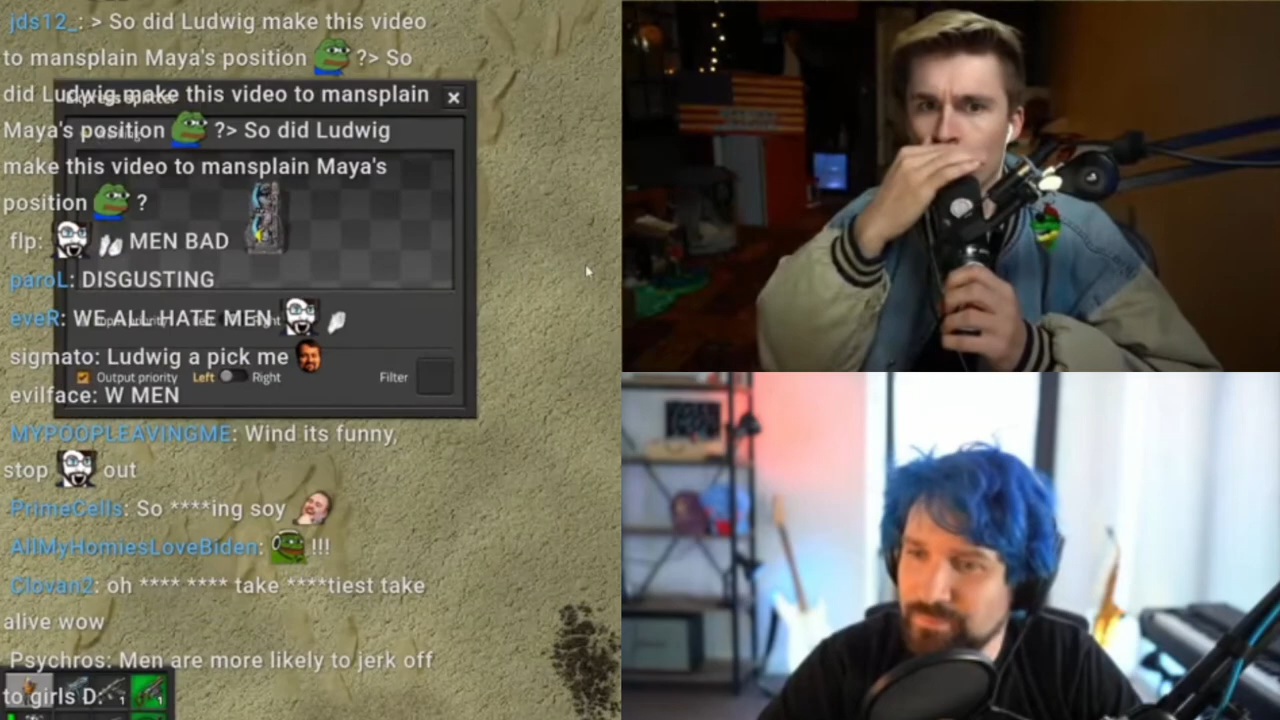 jds12_: > So did Ludwig make this video
to mansplain Maya's position ?> So
did Ludwig make this video to mansplain
Maya's position ?> So did Ludwig
make this video to mansplain Maya's
position ?
flp: MEN BAD
paroL: DISGUSTING
eveR: WE ALL HATE MEN
sigmato: Ludwig a pick me
Output priority Left Right Filter
evilface: W MEN
MYPOOPLEAVINGME: Wind its funny,
stop out
PrimeCells: So ****ing soy
AllMyHomiesLoveBiden: !!!
Clovan2: oh **** **** take ****tiest take
alive wow
Psychros: Men are more likely to jerk off
to girls D: